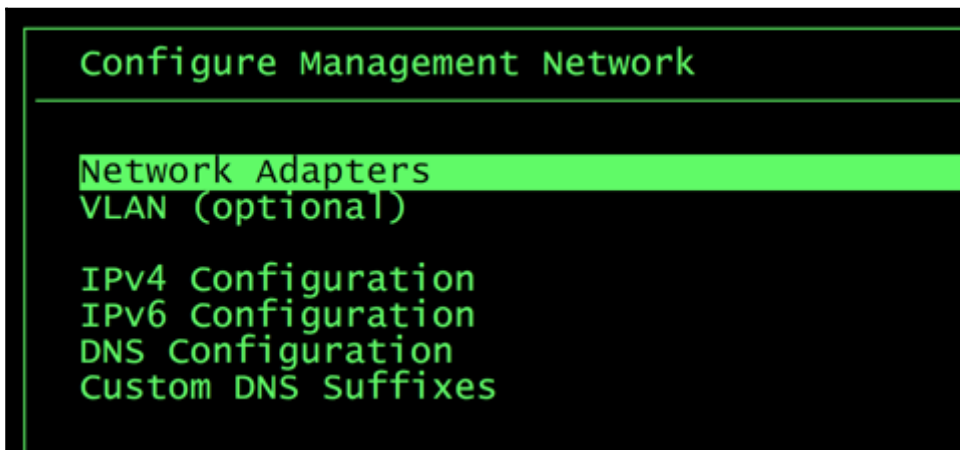 Configure Management Network
Network Adapters
VLAN (optional)
IPv4 Configuration
IPv6 Configuration
DNS Configuration
Custom DNS Suffixes